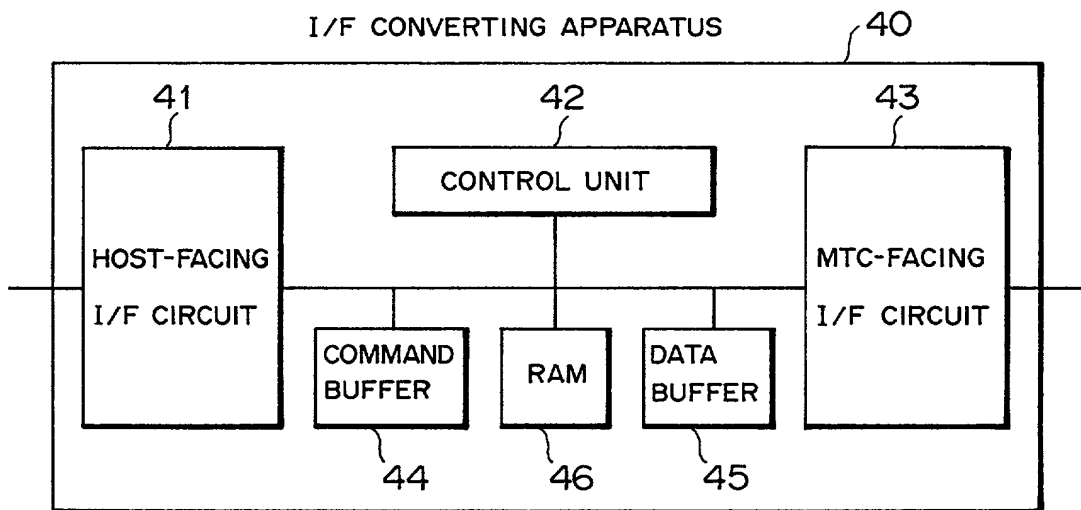 I/F CONVERTING APPARATUS
40
41
42
43
CONTROL UNIT
HOST-FACING
I/F CIRCUIT
MTC-FACING
I/F CIRCUIT
COMMAND
BUFFER
RAM
DATA
BUFFER
44
46
45